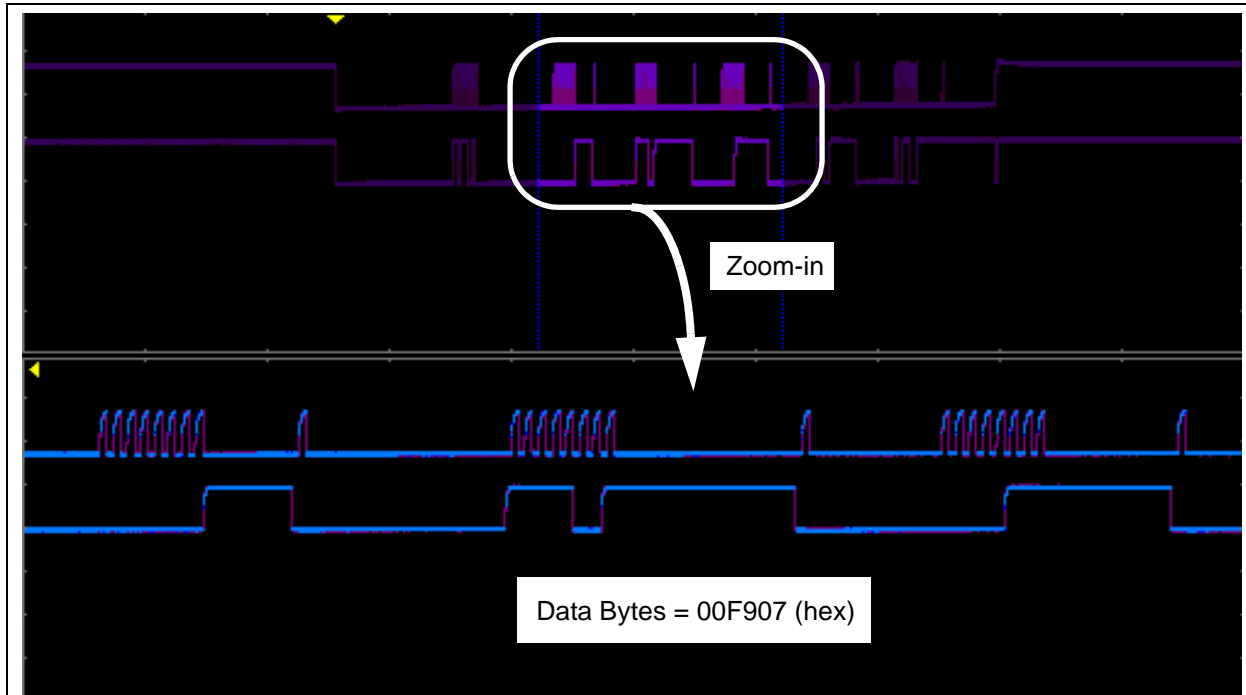 Zoom-in
Data Bytes = 00F907 (hex)